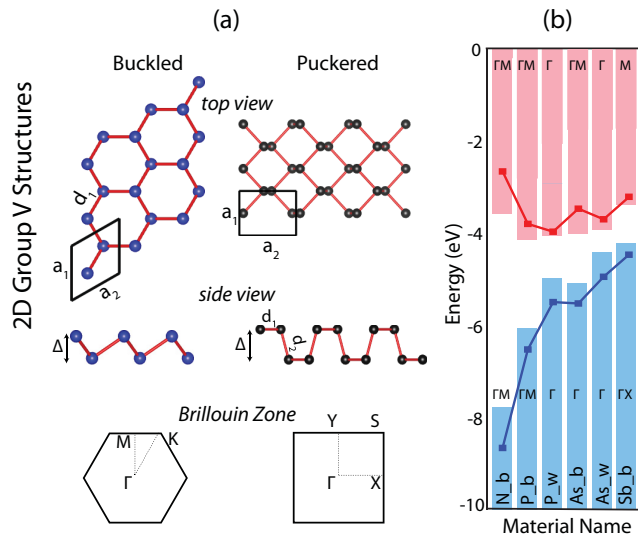 (a)
(b)
2D Group V Structures
Buckled
Puckered
top view
d1
a1
a2
a1
a2
side view
Δ
Δ
d1
d2
Brillouin Zone
M
K
Γ
Y
S
Γ
X
Energy (eV)
0
-2
-4
-6
-8
-10
ΓM
ΓM
Γ
ΓM
Γ
M
ΓM
ΓM
Γ
Γ
Γ
ΓX
N_b
P_b
P_w
As_b
As_w
Sb_b
Material Name